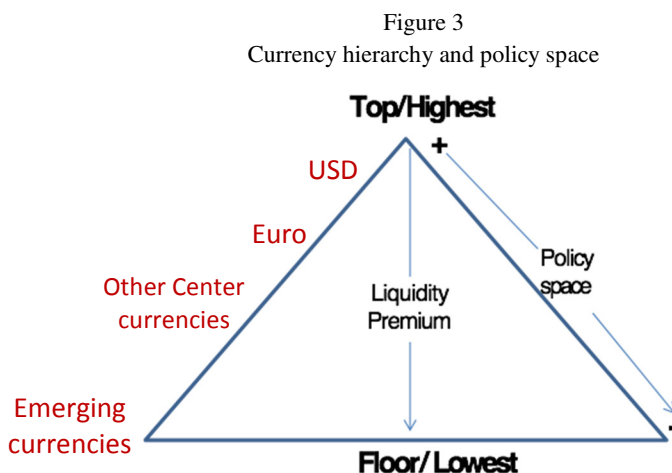 Figure 3
Currency hierarchy and policy space
Top/Highest
+
USD
Euro
Other Center
currencies
Liquidity
Premium
Policy
space
Emerging
currencies
-
Floor/Lowest